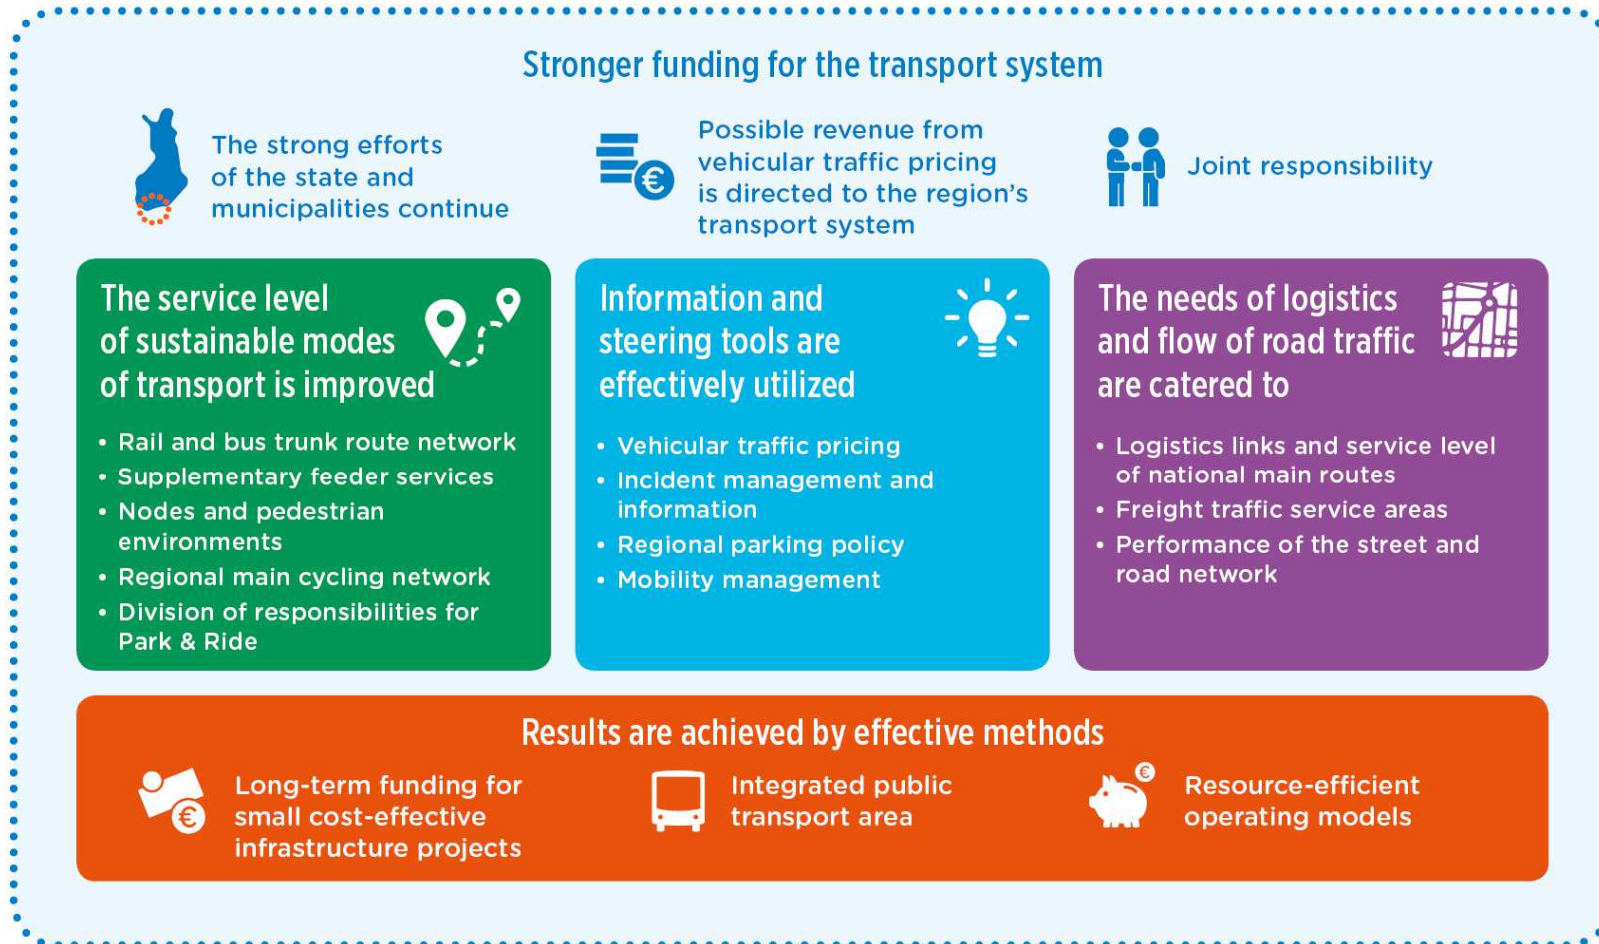 Stronger funding for the transport system
The strong efforts
of the state and
municipalities continue
€
Possible revenue from
vehicular traffic pricing
is directed to the region's
transport system
Joint responsibility
The service level
of sustainable modes
of transport is improved
• Rail and bus trunk route network
• Supplementary feeder services
• Nodes and pedestrian
environments
• Regional main cycling network
• Division of responsibilities for
Park & Ride
Information and
steering tools are
effectively utilized
• Vehicular traffic pricing
• Incident management and
information
• Regional parking policy
• Mobility management
The needs of logistics
and flow of road traffic
are catered to
• Logistics links and service level
of national main routes
• Freight traffic service areas
• Performance of the street and
road network
Results are achieved by effective methods
€
Long-term funding for
small cost-effective
infrastructure projects
Integrated public
transport area
€
Resource-efficient
operating models